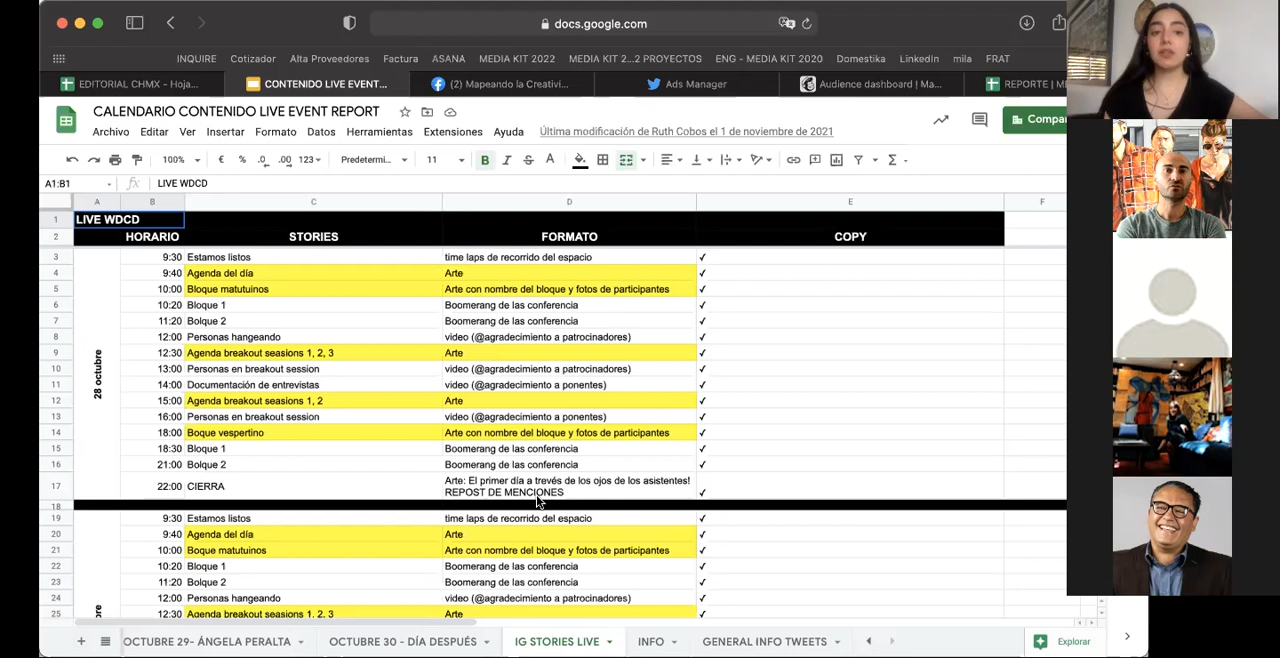 docs.google.com
INQUIRE Cotizador Alta Proveedores Factura ASANA MEDIA KIT 2022 MEDIA KIT 2...2 PROYECTOS ENG - MEDIA KIT 2020 Domestika LinkedIn mila FRAT
EDITORIAL CHMX - Hoja... CONTENIDO LIVE EVENT... (2) Mapeando la Creativi... Ads Manager Audience dashboard | Ma... REPORTE | ME
CALENDARIO CONTENIDO LIVE EVENT REPORT
Archivo Editar Ver Insertar Formato Datos Herramientas Extensiones Ayuda Última modificación de Ruth Cobos el 1 de noviembre de 2021
Compar
100% € % .0 .00 123 Predetermi... 11 B I S A
A1:B1 fx LIVE WDCD
A B C D E F
1 LIVE WDCD
2 HORARIO STORIES FORMATO COPY
28 octubre
3 9:30 Estamos listos time laps de recorrido del espacio ✓
4 9:40 Agenda del día Arte ✓
5 10:00 Bloque matutuinos Arte con nombre del bloque y fotos de participantes ✓
6 10:20 Bloque 1 Boomerang de las conferencia ✓
7 11:20 Bolque 2 Boomerang de las conferencia ✓
8 12:00 Personas hangeando video (@agradecimiento a patrocinadores) ✓
9 12:30 Agenda breakout seasions 1, 2, 3 Arte ✓
10 13:00 Personas en breakout session video (@agradecimiento a patrocinadores) ✓
11 14:00 Documentación de entrevistas video (@agradecimiento a ponentes) ✓
12 15:00 Agenda breakout seasions 1, 2 Arte ✓
13 16:00 Personas en breakout session video (@agradecimiento a ponentes) ✓
14 18:00 Boque vespertino Arte con nombre del bloque y fotos de participantes ✓
15 18:30 Bloque 1 Boomerang de las conferencia ✓
16 21:00 Bolque 2 Boomerang de las conferencia ✓
17 22:00 CIERRA Arte: El primer día a trevés de los ojos de los asistentes!
REPOST DE MENCIONES ✓
18
19 9:30 Estamos listos time laps de recorrido del espacio ✓
20 9:40 Agenda del día Arte ✓
21 10:00 Boque matutuinos Arte con nombre del bloque y fotos de participantes ✓
22 10:20 Bloque 1 Boomerang de las conferencia ✓
23 11:20 Bolque 2 Boomerang de las conferencia ✓
24 12:00 Personas hangeando video (@agradecimiento a patrocinadores) ✓
25 12:30 Agenda breakout seasions 1, 2, 3 Arte ✓
OCTUBRE 29- ÁNGELA PERALTA OCTUBRE 30 - DÍA DESPUÉS IG STORIES LIVE INFO GENERAL INFO TWEETS Explorar